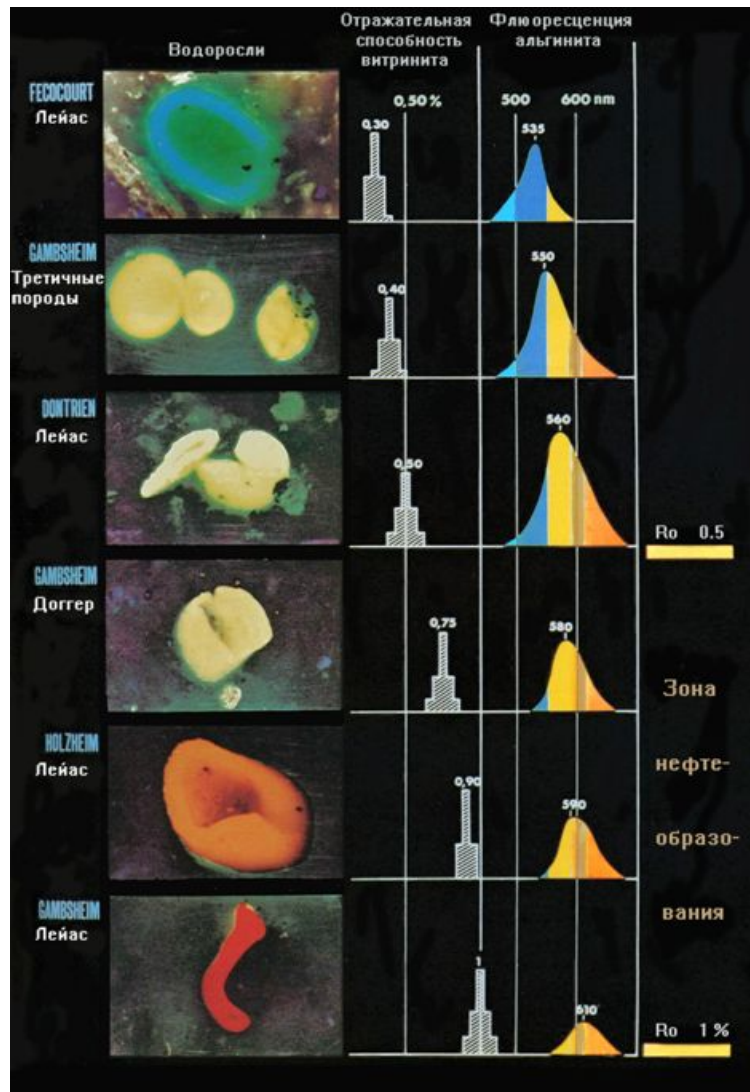 Водоросли
Отражательная
способность
витринита
Флюоресценция
альгинита
FECOCOURT
Лейас
0,50 %
500
600 nm
0,30
535
GAMBSHEIM
Третичные
породы
0,40
550
DONTRIEN
Лейас
0,50
560
Ro 0.5
GAMBSHEIM
Доггер
0,75
580
Зона
HOLZHEIM
Лейас
0,90
590
нефте-
образо-
GAMBSHEIM
Лейас
1
610
вания
Ro 1 %